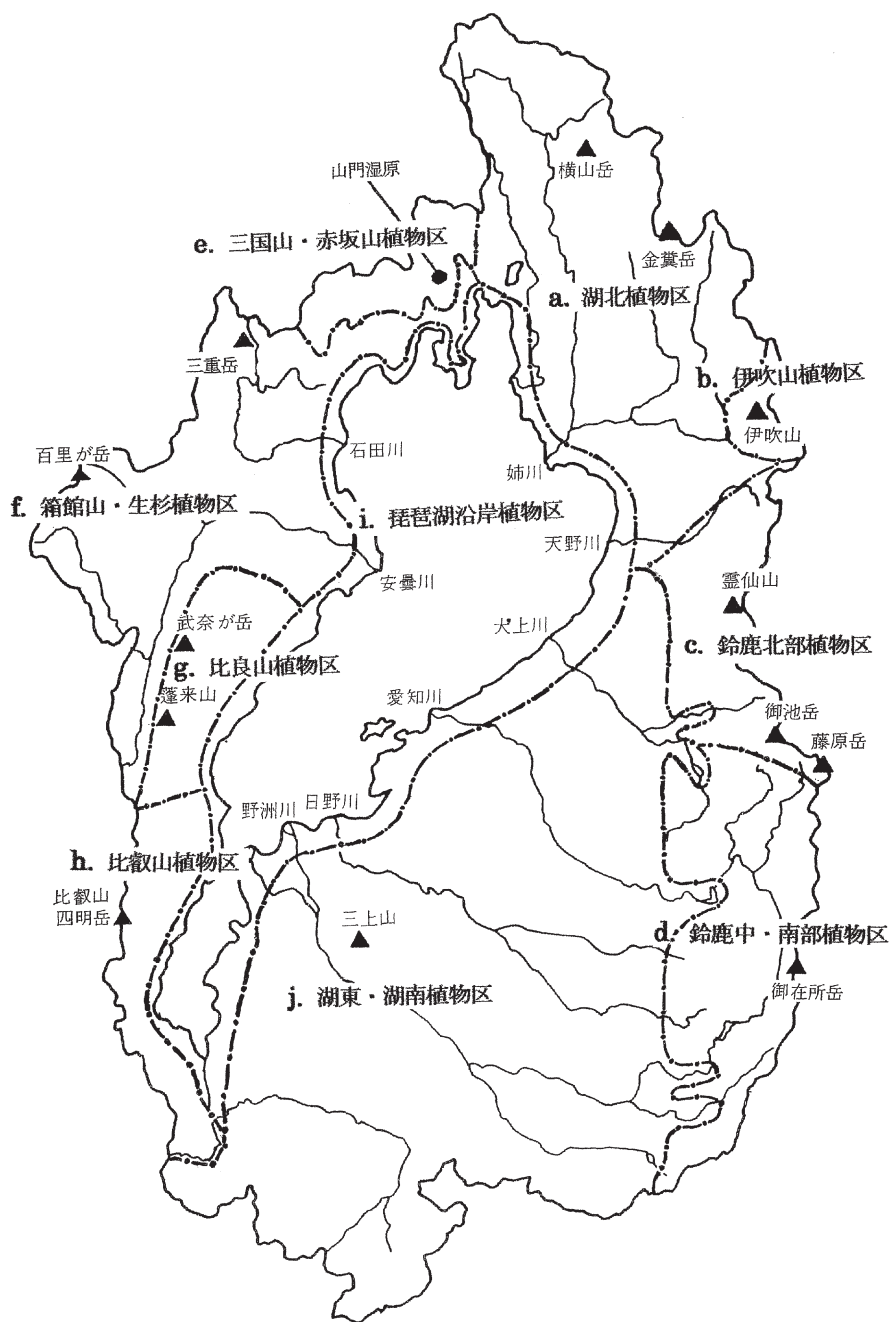 山門湿原
横山岳
e. 三国山・赤坂山植物区
金糞岳
a. 湖北植物区
三重岳
b. 伊吹山植物区
伊吹山
百里が岳
石田川
姉川
f. 箱館山・生杉植物区
i. 琵琶湖沿岸植物区
天野川
安曇川
霊仙山
武奈が岳
犬上川
c. 鈴鹿北部植物区
g. 比良山植物区
蓬来山
愛知川
御池岳
藤原岳
野洲川
日野川
h. 比叡山植物区
比叡山
四明岳
三上山
d. 鈴鹿中・南部植物区
御在所岳
j. 湖東・湖南植物区